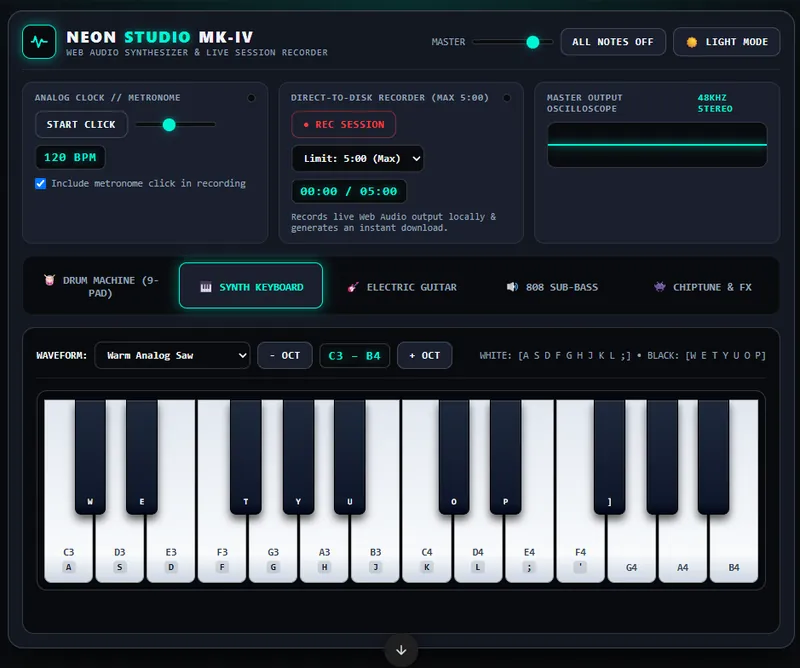 NEON STUDIO MK-IV
WEB AUDIO SYNTHESIZER & LIVE SESSION RECORDER
MASTER
ALL NOTES OFF
LIGHT MODE
ANALOG CLOCK // METRONOME
START CLICK
120 BPM
Include metronome click in recording
DIRECT-TO-DISK RECORDER (MAX 5:00)
● REC SESSION
Limit: 5:00 (Max)
00:00 / 05:00
Records live Web Audio output locally &
generates an instant download.
MASTER OUTPUT
OSCILLOSCOPE
48KHZ
STEREO
DRUM MACHINE (9-
PAD)
SYNTH KEYBOARD
ELECTRIC GUITAR
808 SUB-BASS
CHIPTUNE & FX
WAVEFORM:
Warm Analog Saw
- OCT
C3 – B4
+ OCT
WHITE: [A S D F G H J K L ;] • BLACK: [W E T Y U O P]
W E T Y U O P ]
C3 D3 E3 F3 G3 A3 B3 C4 D4 E4 F4
A S D F G H J K L ; ' G4 A4 B4